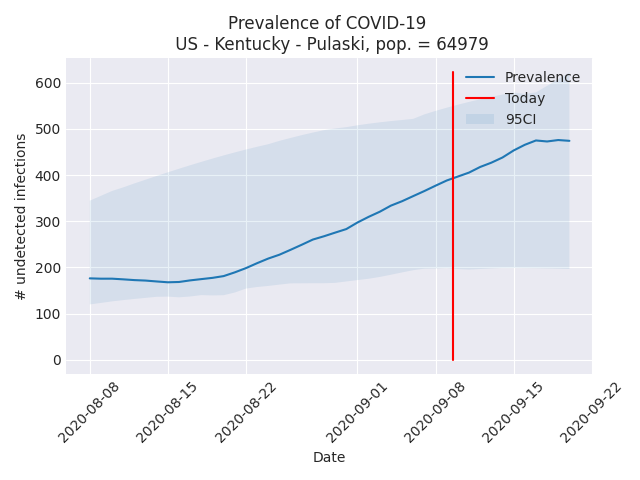 Prevalence of COVID-19
US - Kentucky - Pulaski, pop. = 64979
Prevalence
Today
95CI
600
500
400
300
200
100
0
# undetected infections
2020-08-08
2020-08-15
2020-08-22
2020-09-01
2020-09-08
2020-09-15
2020-09-22
Date